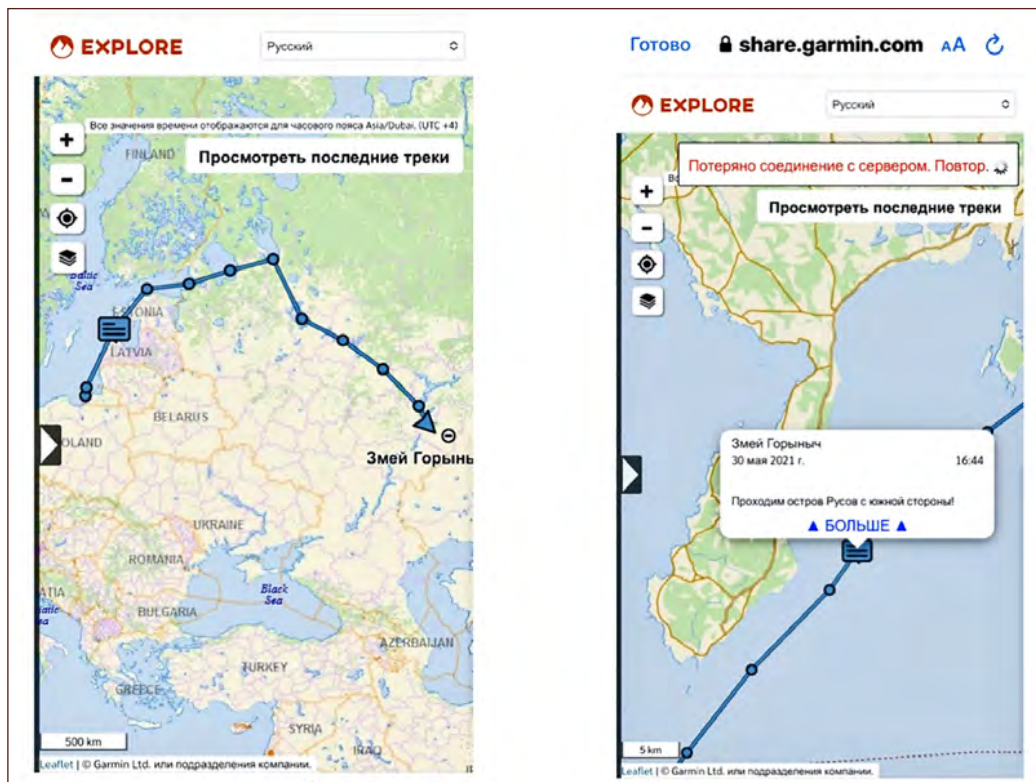 EXPLORE
Русский
Все значения времени отображаются для часового пояса Asia/Dubai, (UTC +4)
Просмотреть последние треки
FINLAND
Baltic
Sea
ESTONIA
LATVIA
BELARUS
OLAND
Змей Горыны
UKRAINE
ROMANIA
ATIA
Black
Sea
BULGARIA
AZERBAIJAN
TURKEY
GREECE
SYRIA
IRAQ
500 km
Leaflet | © Garmin Ltd. или подразделения компании.
Готово
share.garmin.com
AA
EXPLORE
Русский
Потеряно соединение с сервером. Повтор.
Просмотреть последние треки
Змей Горыныч
30 мая 2021 г.
16:44
Проходим остров Русов с южной стороны!
▲ БОЛЬШЕ ▲
5 km
Leaflet | © Garmin Ltd. или подразделения компании.